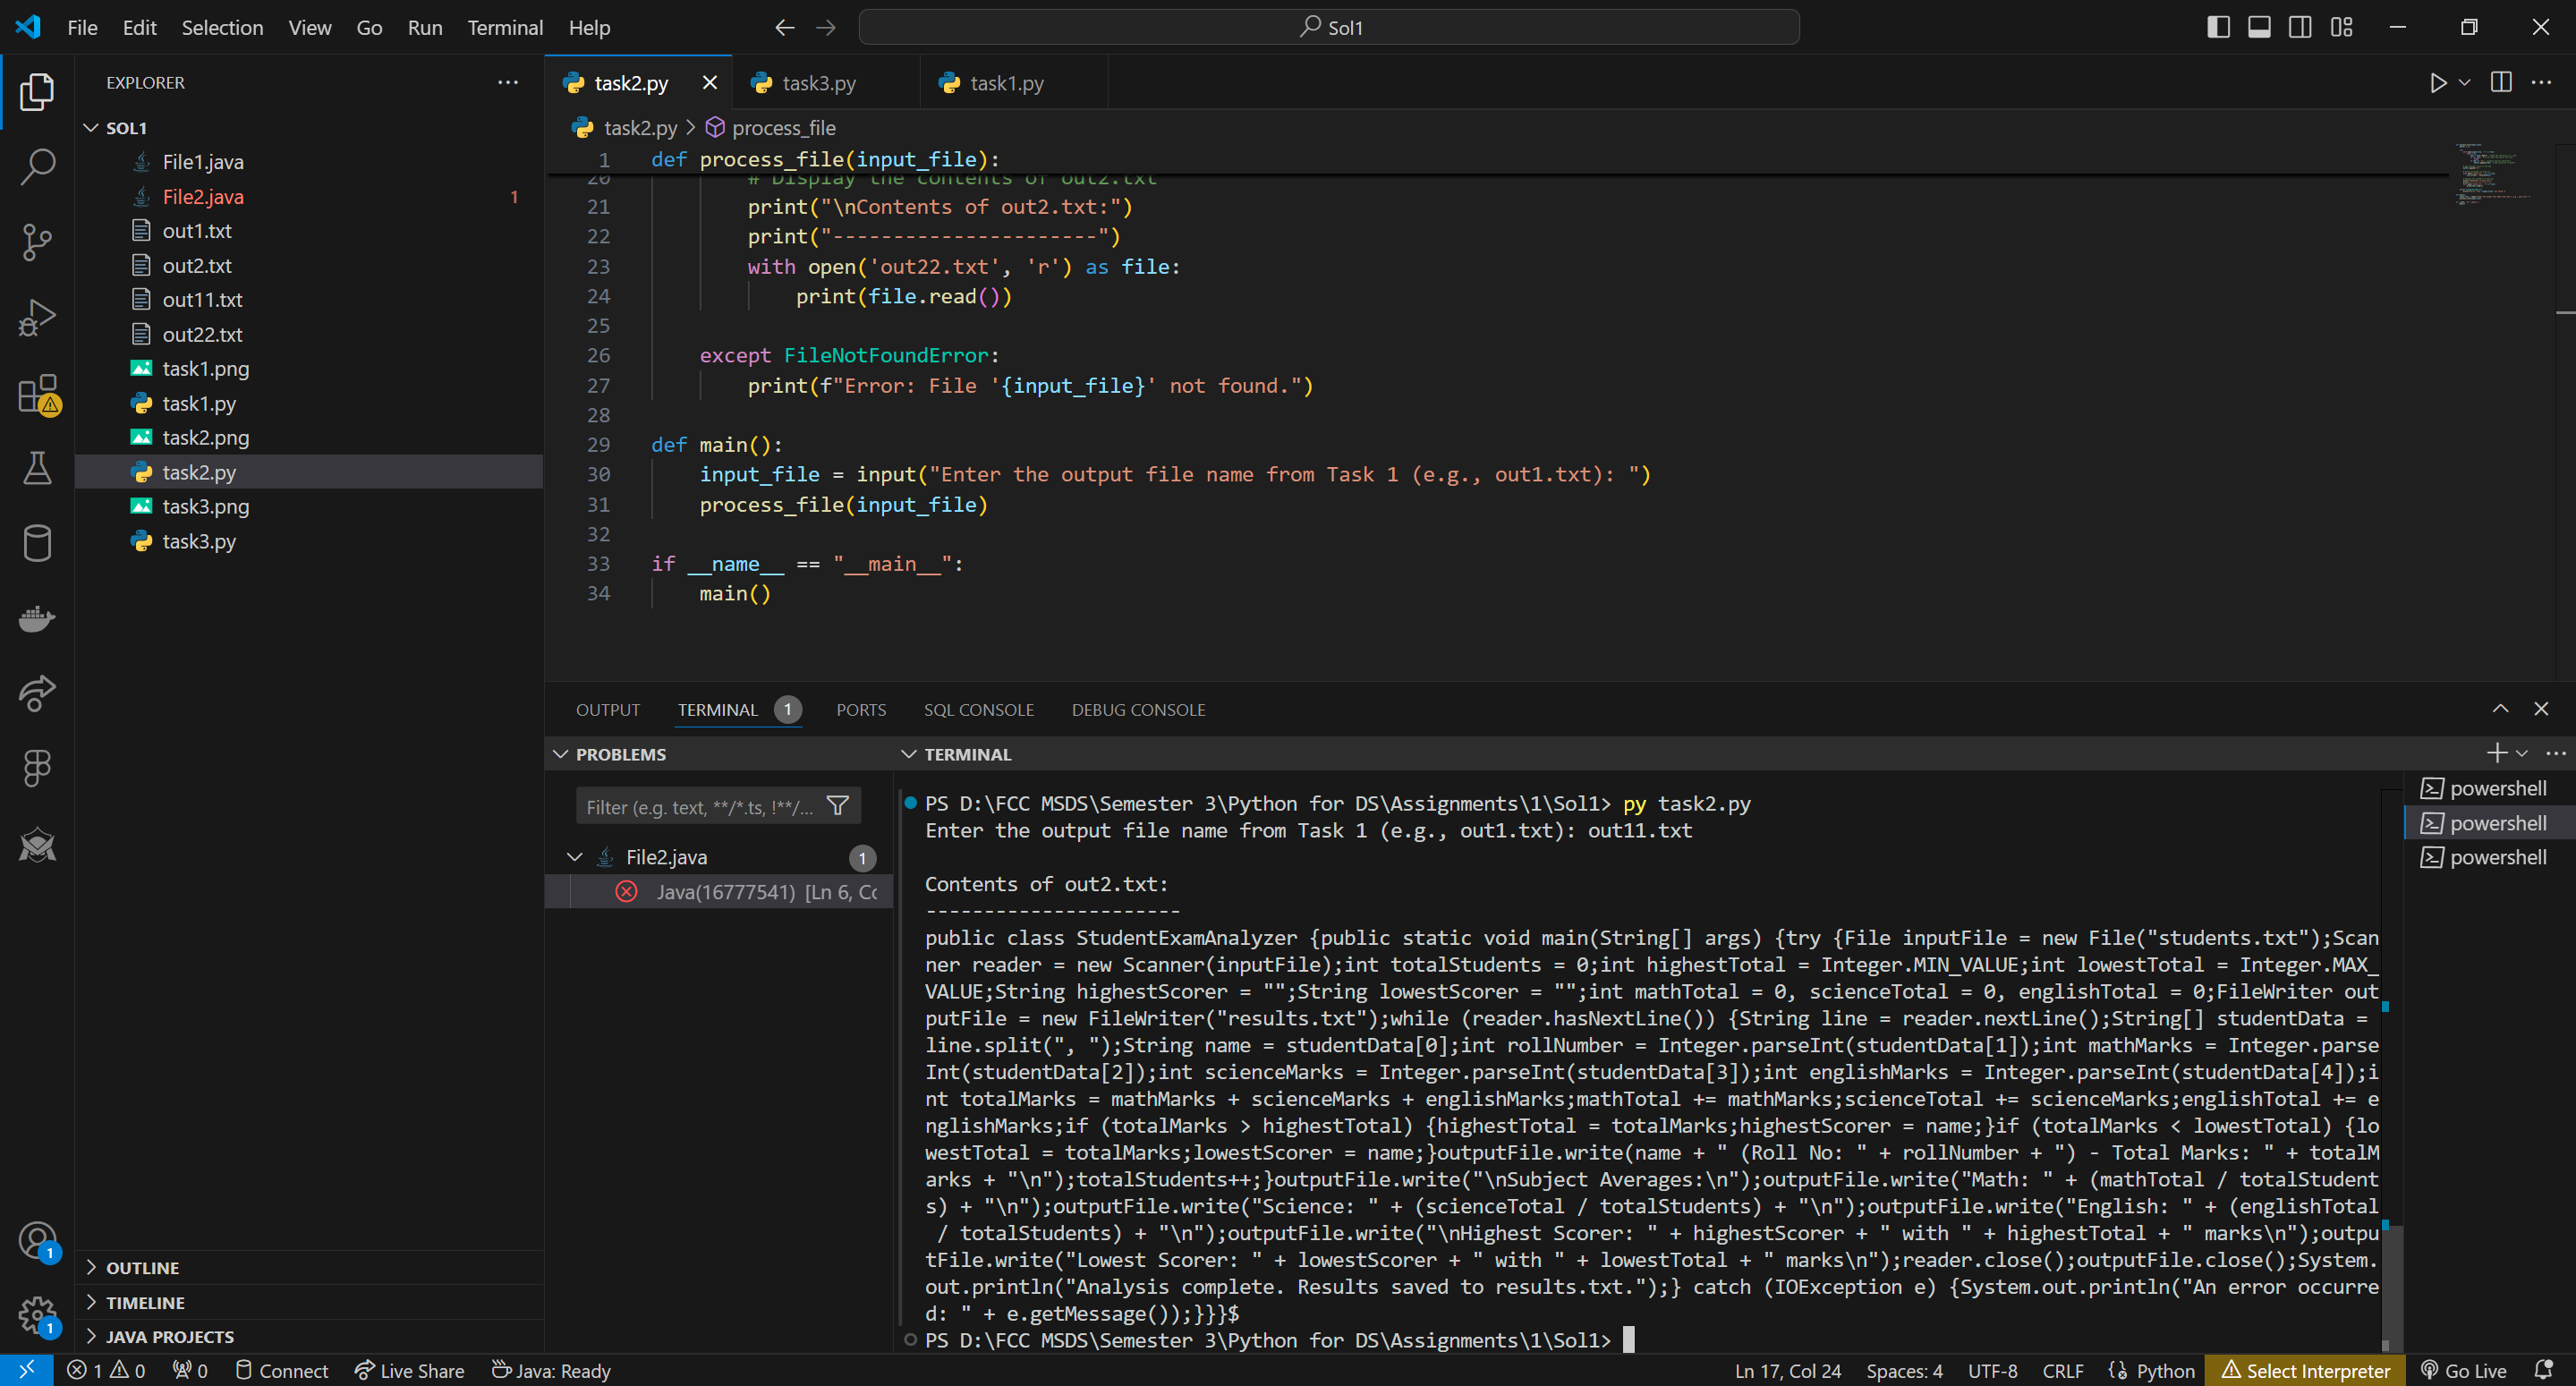 File Edit Selection View Go Run Terminal Help
Sol1
EXPLORER
SOL1
File1.java
File2.java 1
out1.txt
out2.txt
out11.txt
out22.txt
task1.png
task1.py
task2.png
task2.py
task3.png
task3.py
OUTLINE
TIMELINE
JAVA PROJECTS
task2.py task3.py task1.py
task2.py > process_file
1 def process_file(input_file):
20 # Display the contents of out2.txt
21 print("\nContents of out2.txt:")
22 print("----------------------")
23 with open('out22.txt', 'r') as file:
24 print(file.read())
25
26 except FileNotFoundError:
27 print(f"Error: File '{input_file}' not found.")
28
29 def main():
30 input_file = input("Enter the output file name from Task 1 (e.g., out1.txt): ")
31 process_file(input_file)
32
33 if __name__ == "__main__":
34 main()
OUTPUT TERMINAL 1 PORTS SQL CONSOLE DEBUG CONSOLE
PROBLEMS
Filter (e.g. text, **/*.ts, !**/...
File2.java 1
Java(16777541) [Ln 6, Cc
TERMINAL
PS D:\FCC MSDS\Semester 3\Python for DS\Assignments\1\Sol1> py task2.py
Enter the output file name from Task 1 (e.g., out1.txt): out11.txt
Contents of out2.txt:
----------------------
public class StudentExamAnalyzer {public static void main(String[] args) {try {File inputFile = new File("students.txt");Scan
ner reader = new Scanner(inputFile);int totalStudents = 0;int highestTotal = Integer.MIN_VALUE;int lowestTotal = Integer.MAX_
VALUE;String highestScorer = "";String lowestScorer = "";int mathTotal = 0, scienceTotal = 0, englishTotal = 0;FileWriter out
putFile = new FileWriter("results.txt");while (reader.hasNextLine()) {String line = reader.nextLine();String[] studentData =
line.split(", ");String name = studentData[0];int rollNumber = Integer.parseInt(studentData[1]);int mathMarks = Integer.parse
Int(studentData[2]);int scienceMarks = Integer.parseInt(studentData[3]);int englishMarks = Integer.parseInt(studentData[4]);i
nt totalMarks = mathMarks + scienceMarks + englishMarks;mathTotal += mathMarks;scienceTotal += scienceMarks;englishTotal += e
nglishMarks;if (totalMarks > highestTotal) {highestTotal = totalMarks;highestScorer = name;}if (totalMarks < lowestTotal) {lo
westTotal = totalMarks;lowestScorer = name;}outputFile.write(name + " (Roll No: " + rollNumber + ") - Total Marks: " + totalM
arks + "\n");totalStudents++;}outputFile.write("\nSubject Averages:\n");outputFile.write("Math: " + (mathTotal / totalStudent
s) + "\n");outputFile.write("Science: " + (scienceTotal / totalStudents) + "\n");outputFile.write("English: " + (englishTotal
/ totalStudents) + "\n");outputFile.write("\nHighest Scorer: " + highestScorer + " with " + highestTotal + " marks\n");outpu
tFile.write("Lowest Scorer: " + lowestScorer + " with " + lowestTotal + " marks\n");reader.close();outputFile.close();System.
out.println("Analysis complete. Results saved to results.txt.");} catch (IOException e) {System.out.println("An error occurre
d: " + e.getMessage());}}}$
PS D:\FCC MSDS\Semester 3\Python for DS\Assignments\1\Sol1>
powershell
powershell
powershell
1
1
1 0 0 Connect Live Share Java: Ready Ln 17, Col 24 Spaces: 4 UTF-8 CRLF Python Select Interpreter Go Live